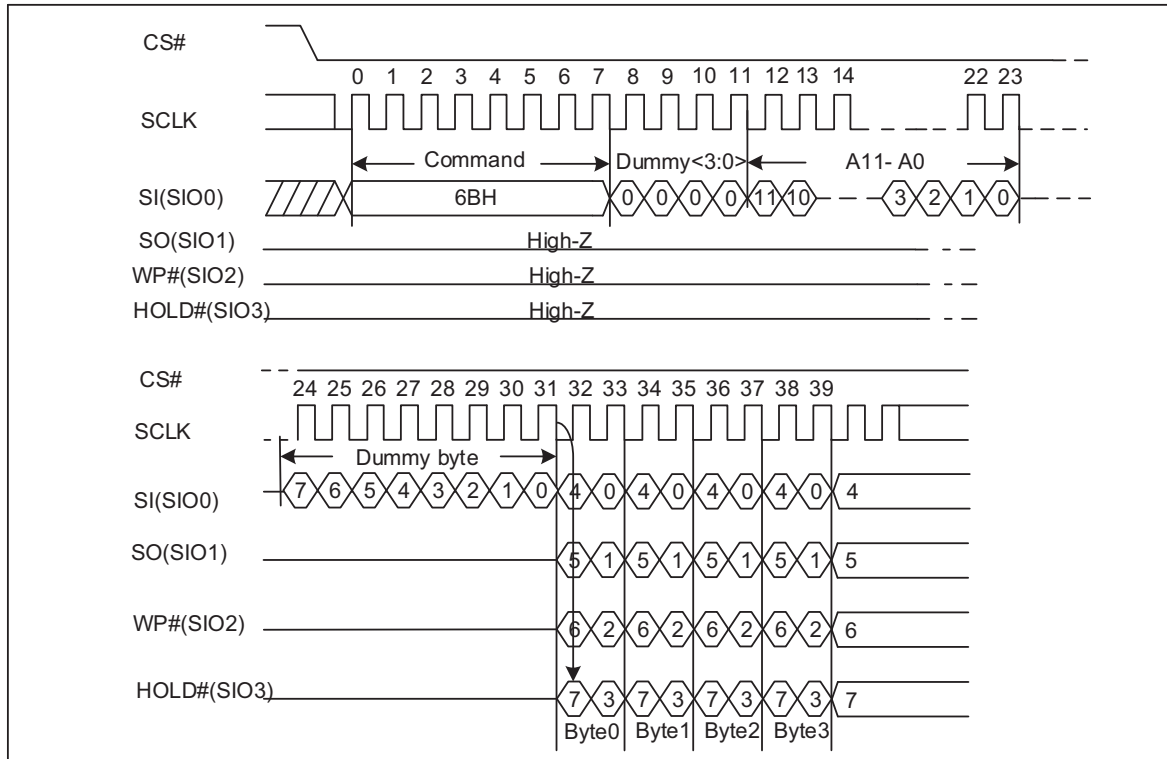 CS#
0 1 2 3 4 5 6 7 8 9 10 11 12 13 14 22 23
SCLK
Command Dummy<3:0> A11- A0
SI(SIO0) 6BH 0 0 0 0 11 10 3 2 1 0
SO(SIO1) High-Z
WP#(SIO2) High-Z
HOLD#(SIO3) High-Z
CS#
24 25 26 27 28 29 30 31 32 33 34 35 36 37 38 39
SCLK
Dummy byte
SI(SIO0) 7 6 5 4 3 2 1 0 4 0 4 0 4 0 4 0 4
SO(SIO1) 5 1 5 1 5 1 5 1 5
WP#(SIO2) 6 2 6 2 6 2 6 2 6
HOLD#(SIO3) 7 3 7 3 7 3 7 3 7
Byte0 Byte1 Byte2 Byte3